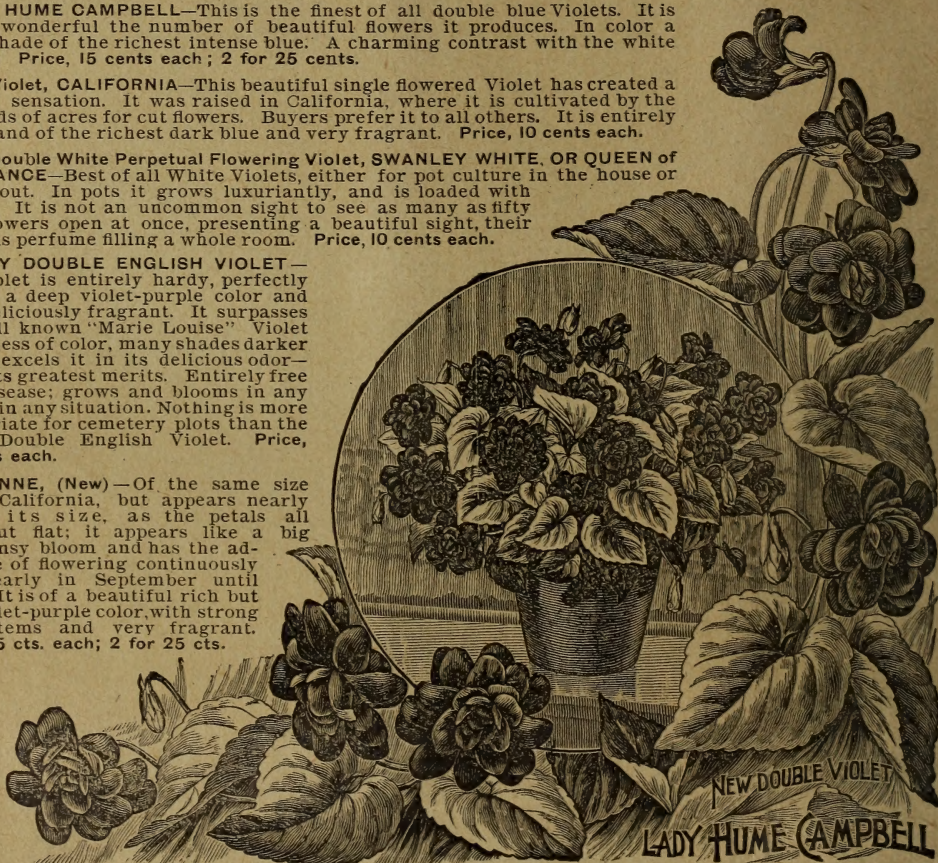 HUME CAMPBELL—This is the finest of all double blue Violets. It is
wonderful the number of beautiful flowers it produces. In color a
hade of the richest intense blue. A charming contrast with the white
Price, 15 cents each; 2 for 25 cents.
iolet, CALIFORNIA—This beautiful single flowered Violet has created a
sensation. It was raised in California, where it is cultivated by the
ds of acres for cut flowers. Buyers prefer it to all others. It is entirely
and of the richest dark blue and very fragrant. Price, 10 cents each.
ouble White Perpetual Flowering Violet, SWANLEY WHITE, OR QUEEN of
ANCE—Best of all White Violets, either for pot culture in the house or
out. In pots it grows luxuriantly, and is loaded with
It is not an uncommon sight to see as many as fifty
owers open at once, presenting a beautiful sight, their
s perfume filling a whole room. Price, 10 cents each.
Y DOUBLE ENGLISH VIOLET—
olet is entirely hardy, perfectly
a deep violet-purple color and
liciously fragrant. It surpasses
ll known "Marie Louise" Violet
ess of color, many shades darker
excels it in its delicious odor—
ts greatest merits. Entirely free
sease; grows and blooms in any
in any situation. Nothing is more
iate for cemetery plots than the
Double English Violet. Price,
s each.
NNE, (New)—Of the same size
California, but appears nearly
its size, as the petals all
ut flat; it appears like a big
nsy bloom and has the ad-
e of flowering continuously
early in September until
It is of a beautiful rich but
let-purple color, with strong
tems and very fragrant.
5 cts. each; 2 for 25 cts.
NEW DOUBLE VIOLET
LADY HUME CAMPBELL